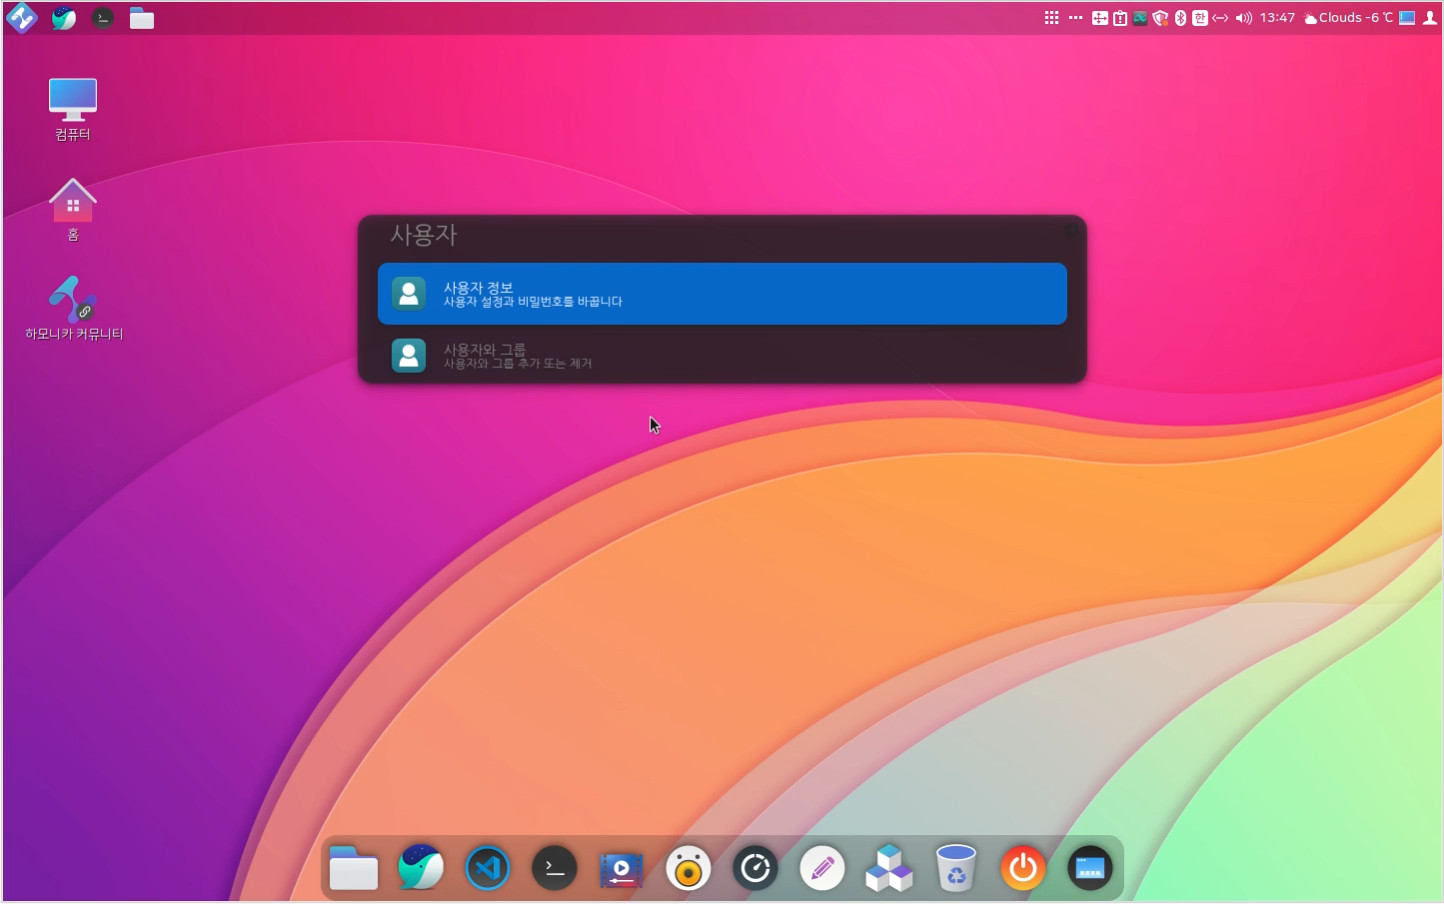 한
13:47
Clouds -6 ℃
컴퓨터
홈
하모니카 커뮤니티
사용자
사용자 정보
사용자 설정과 비밀번호를 바꿉니다
사용자와 그룹
사용자와 그룹 추가 또는 제거